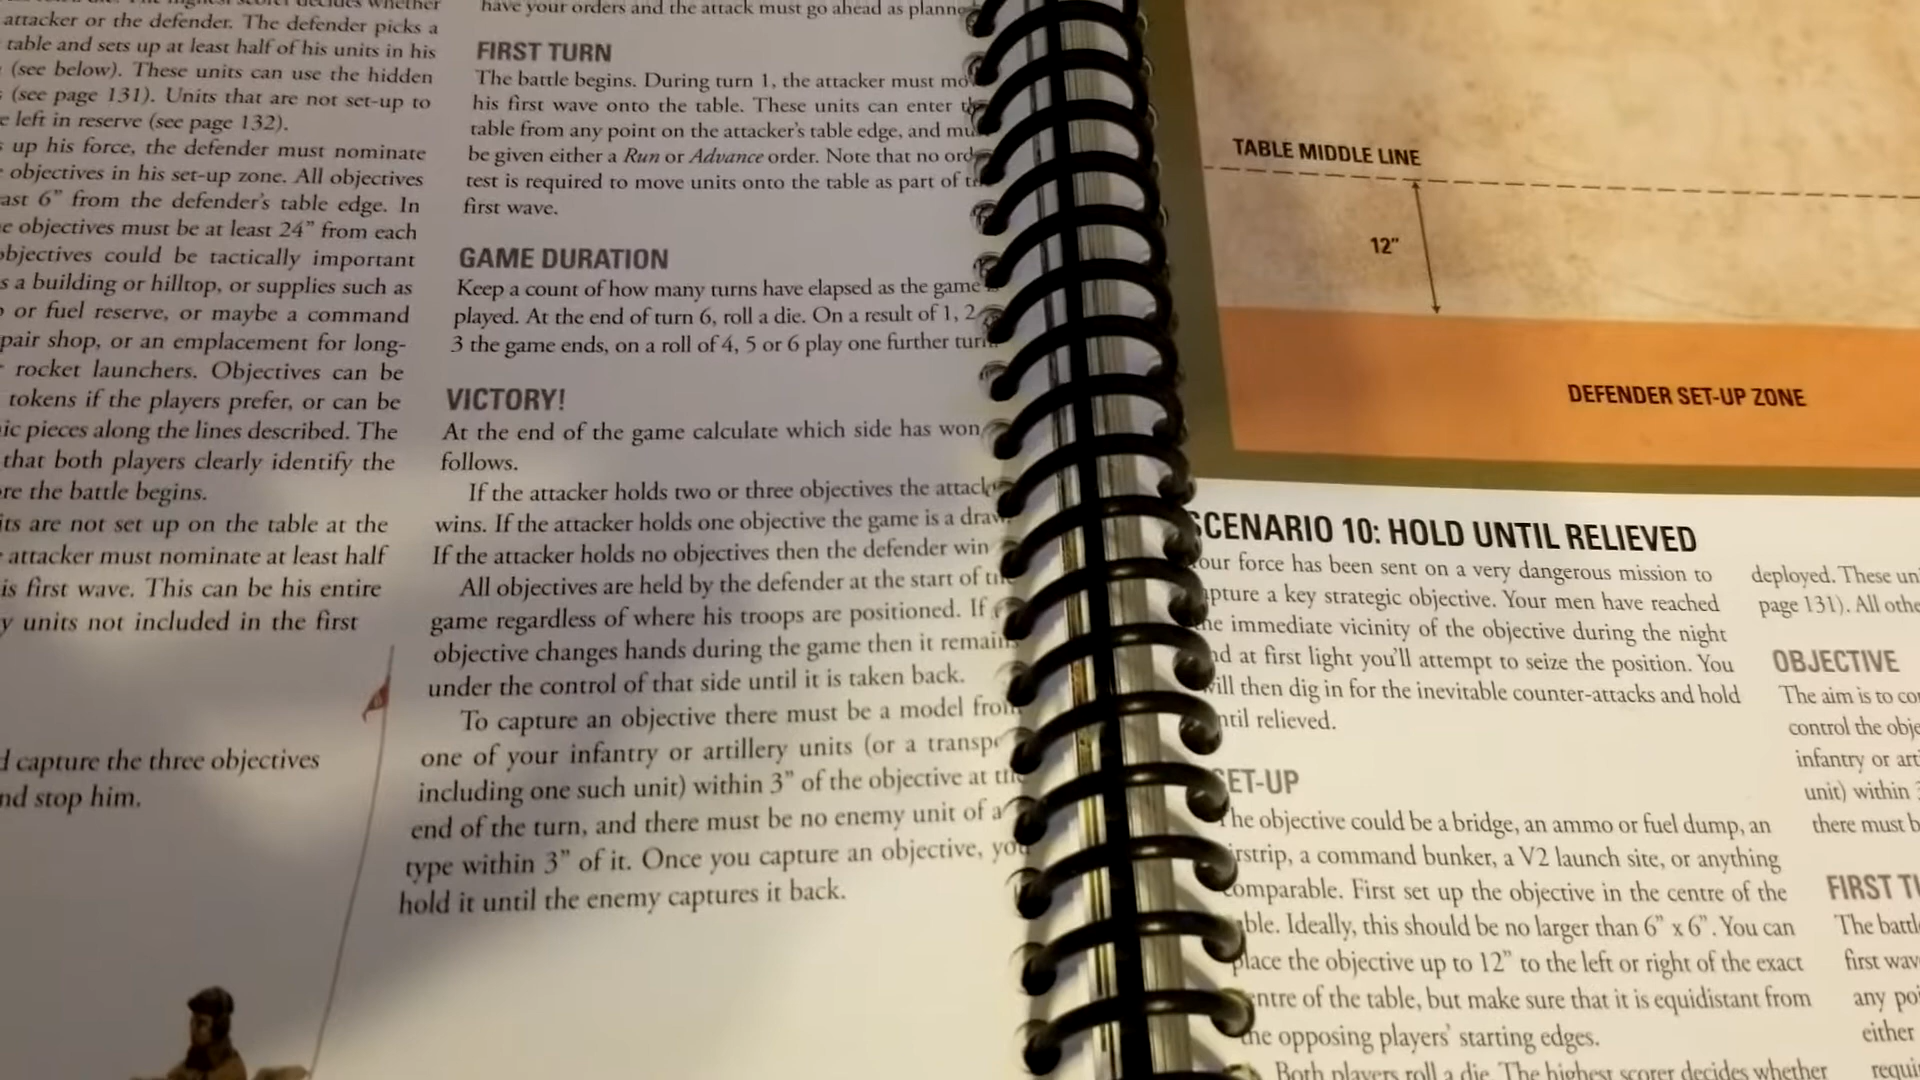 attacker or the defender. The defender picks a
table and sets up at least half of his units in his
(see below). These units can use the hidden
(see page 131). Units that are not set-up to
left in reserve (see page 132).
up his force, the defender must nominate
objectives in his set-up zone. All objectives
6” from the defender’s table edge. In
objectives must be at least 24” from each
objectives could be tactically important
a building or hilltop, or supplies such as
or fuel reserve, or maybe a command
pair shop, or an emplacement for long-
rocket launchers. Objectives can be
tokens if the players prefer, or can be
pieces along the lines described. The
that both players clearly identify the
the battle begins.
are not set up on the table at the
attacker must nominate at least half
is first wave. This can be his entire
units not included in the first
capture the three objectives
nd stop him.
have your orders and the attack must go ahead as planne
FIRST TURN
The battle begins. During turn 1, the attacker must mo
his first wave onto the table. These units can enter the
table from any point on the attacker’s table edge, and mu
be given either a Run or Advance order. Note that no ord
test is required to move units onto the table as part of t
first wave.
GAME DURATION
Keep a count of how many turns have elapsed as the game
played. At the end of turn 6, roll a die. On a result of 1, 2
3 the game ends, on a roll of 4, 5 or 6 play one further turn
VICTORY!
At the end of the game calculate which side has won
follows.
If the attacker holds two or three objectives the attack
wins. If the attacker holds one objective the game is a draw
If the attacker holds no objectives then the defender win
All objectives are held by the defender at the start of the
game regardless of where his troops are positioned. If
objective changes hands during the game then it remains
under the control of that side until it is taken back.
To capture an objective there must be a model from
one of your infantry or artillery units (or a transp
including one such unit) within 3” of the objective at the
end of the turn, and there must be no enemy unit of a
type within 3” of it. Once you capture an objective, you
hold it until the enemy captures it back.
TABLE MIDDLE LINE
12”
DEFENDER SET-UP ZONE
SCENARIO 10: HOLD UNTIL RELIEVED
our force has been sent on a very dangerous mission to
pture a key strategic objective. Your men have reached
he immediate vicinity of the objective during the night
nd at first light you’ll attempt to seize the position. You
will then dig in for the inevitable counter-attacks and hold
ntil relieved.
SET-UP
The objective could be a bridge, an ammo or fuel dump, an
irstrip, a command bunker, a V2 launch site, or anything
comparable. First set up the objective in the centre of the
able. Ideally, this should be no larger than 6” x 6”. You can
place the objective up to 12” to the left or right of the exact
entre of the table, but make sure that it is equidistant from
the opposing players’ starting edges.
Both players roll a die. The highest scorer decides whether
deployed. These un
page 131). All othe
OBJECTIVE
The aim is to co
control the obje
infantry or art
unit) within 3
there must b
FIRST TU
The battl
first wav
any poi
either
requi